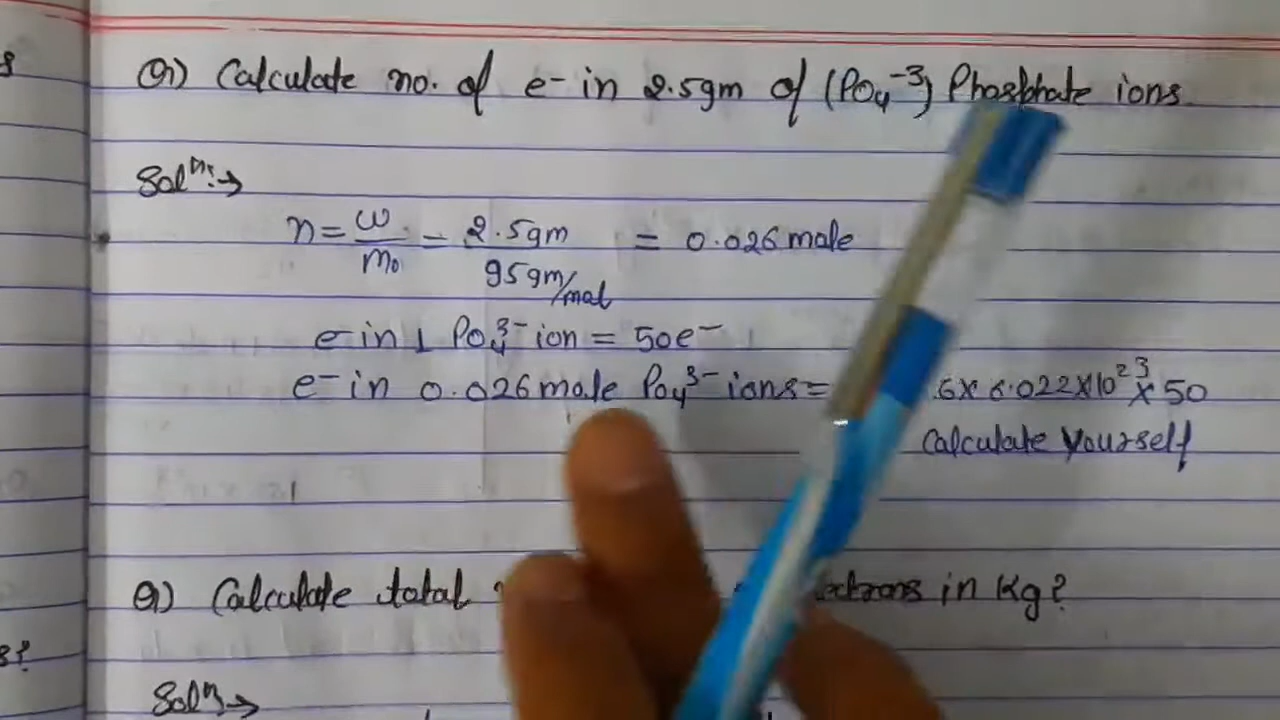 Q) Calculate no. of e- in 2.5gm of (PO₄⁻³) Phosphate ions
Solⁿ:→
n = w/m₀ = 2.5gm/95gm/mol = 0.026 mole
e- in 1 PO₄³⁻ ion = 50e⁻
e⁻ in 0.026 mole PO₄³⁻ ions = 6 x 6.022 x 10²³ x 50
Calculate Yourself
Q) Calculate total in Kg?
s?
Solⁿ→